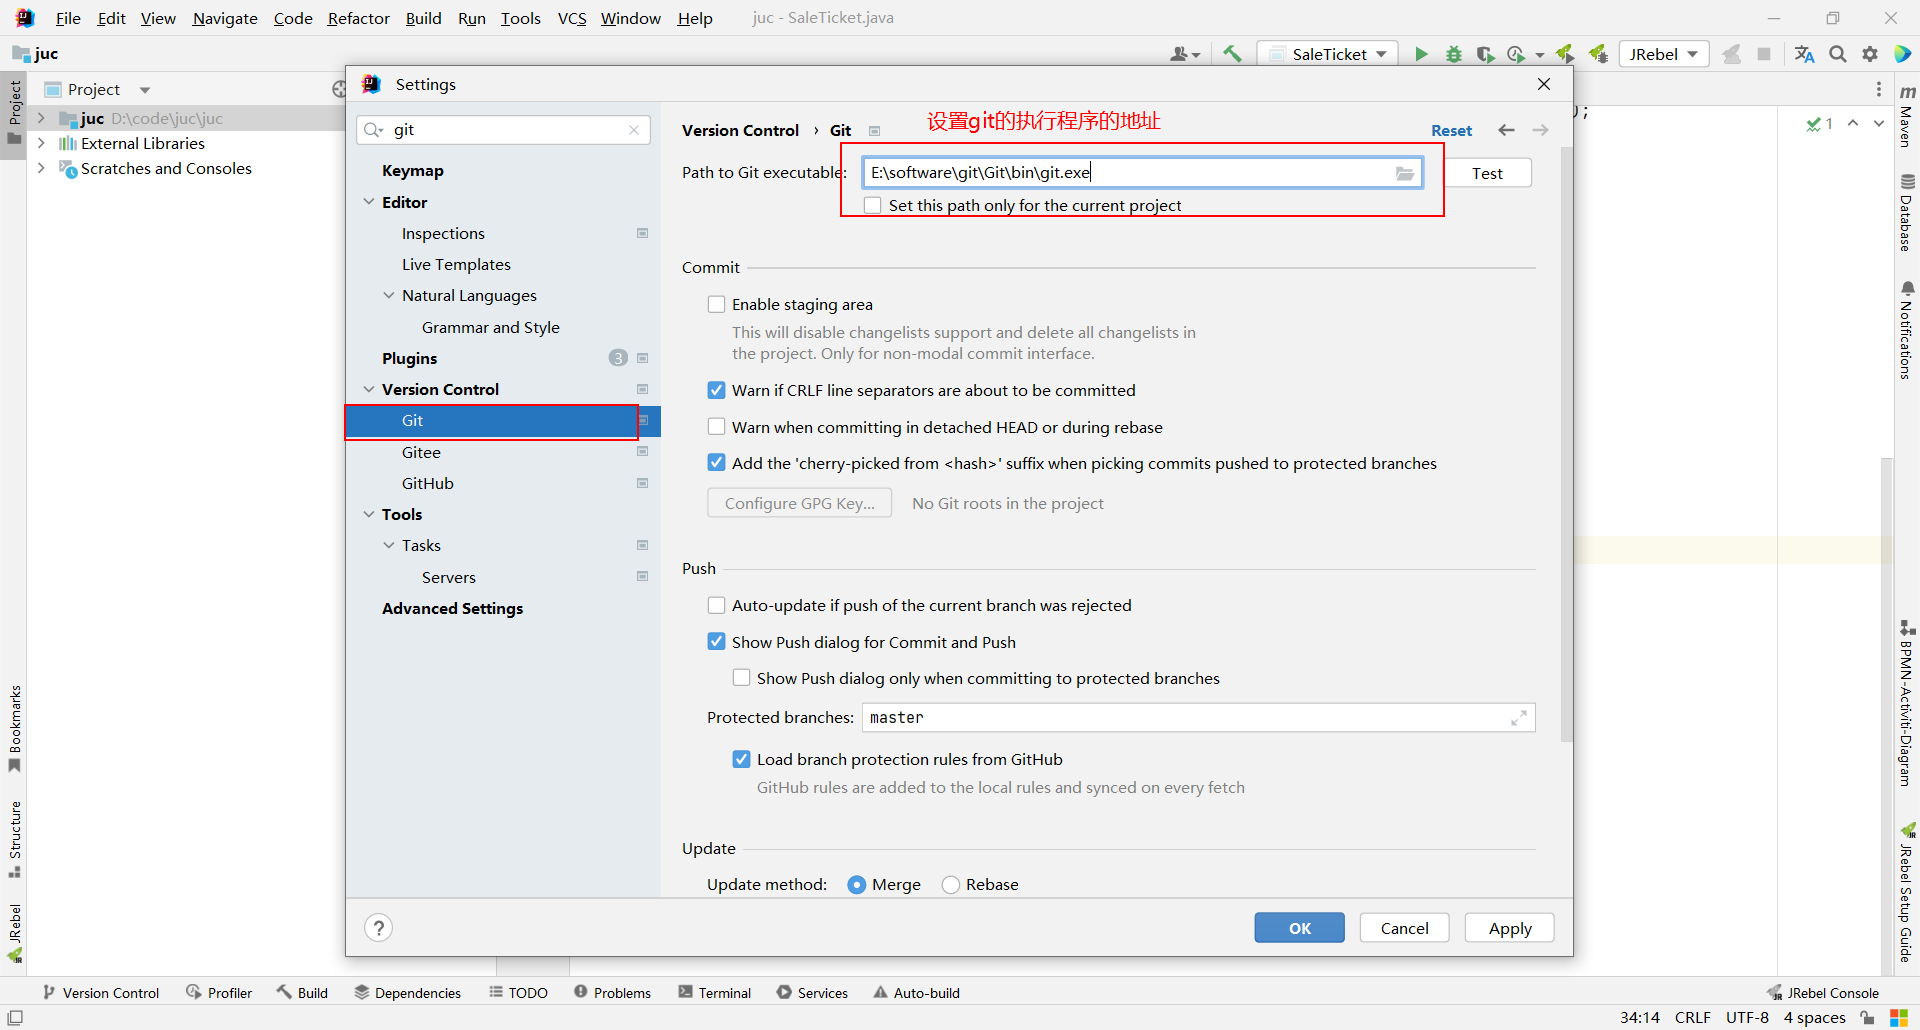 File Edit View Navigate Code Refactor Build Run Tools VCS Window Help juc - SaleTicket.java
juc
SaleTicket
JRebel
Project
juc D:\code\juc\juc
External Libraries
Scratches and Consoles
Project
Bookmarks
Structure
JRebel
Settings
git
Keymap
Editor
Inspections
Live Templates
Natural Languages
Grammar and Style
Plugins 3
Version Control
Git
Gitee
GitHub
Tools
Tasks
Servers
Advanced Settings
Version Control › Git
设置git的执行程序的地址
Reset
Path to Git executable: E:\software\git\Git\bin\git.exe Test
Set this path only for the current project
Commit
Enable staging area
This will disable changelists support and delete all changelists in
the project. Only for non-modal commit interface.
Warn if CRLF line separators are about to be committed
Warn when committing in detached HEAD or during rebase
Add the 'cherry-picked from <hash>' suffix when picking commits pushed to protected branches
Configure GPG Key... No Git roots in the project
Push
Auto-update if push of the current branch was rejected
Show Push dialog for Commit and Push
Show Push dialog only when committing to protected branches
Protected branches: master
Load branch protection rules from GitHub
GitHub rules are added to the local rules and synced on every fetch
Update
Update method: Merge Rebase
?
OK Cancel Apply
);
1
m Maven
Database
Notifications
BPMN-Activiti-Diagram
JRebel Setup Guide
Version Control Profiler Build Dependencies TODO Problems Terminal Services Auto-build JRebel Console
34:14 CRLF UTF-8 4 spaces